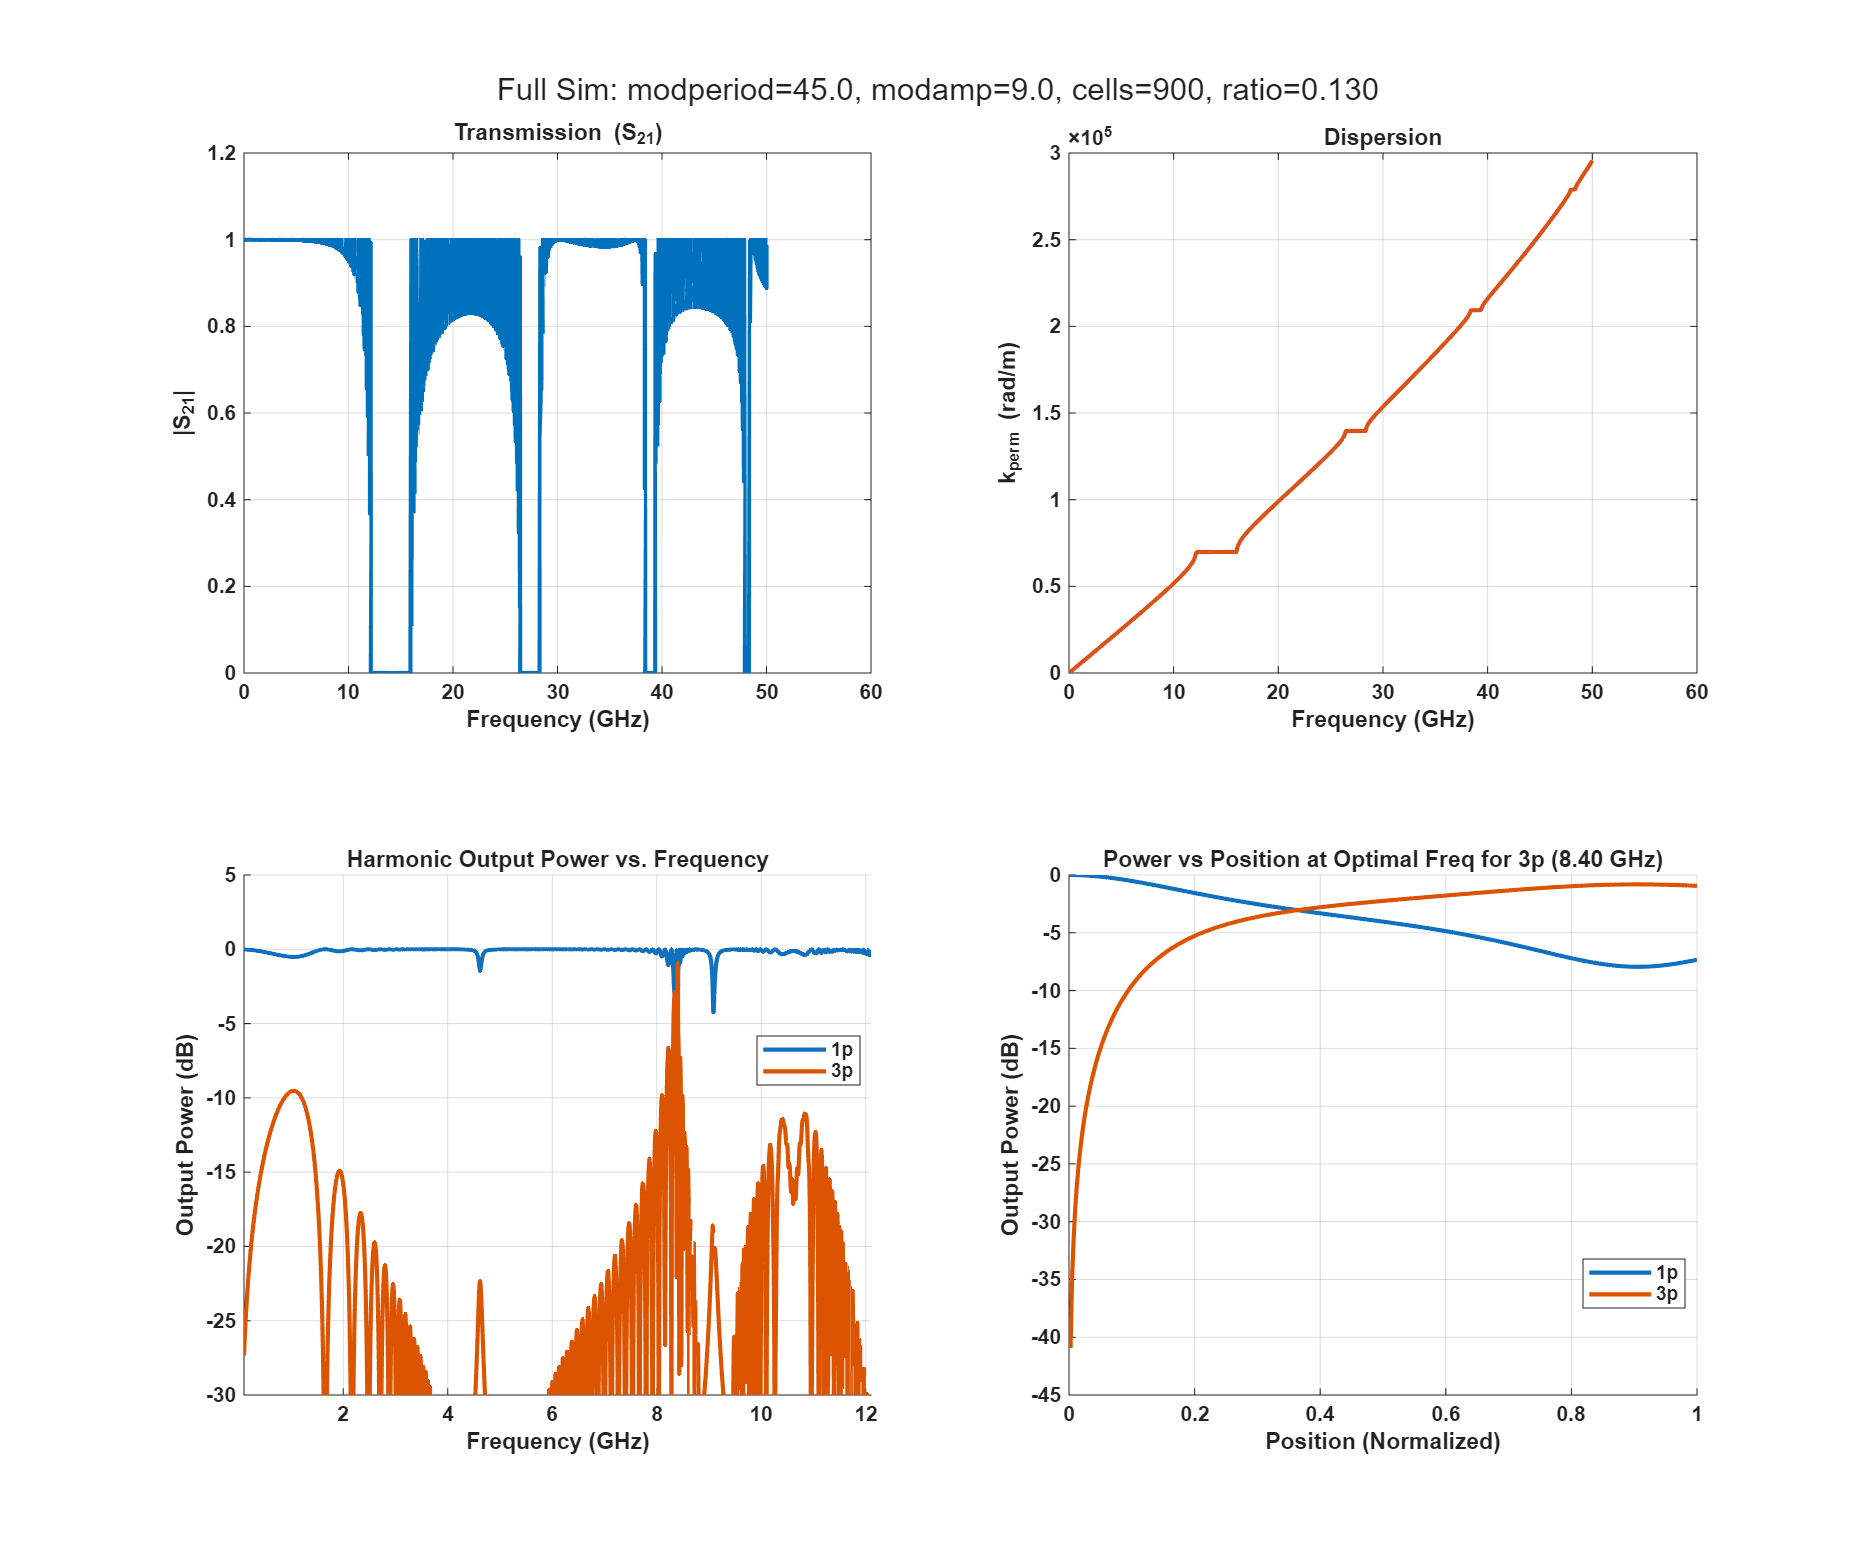 Full Sim: modperiod=45.0, modamp=9.0, cells=900, ratio=0.130
Transmission (S21)
1.2
1
0.8
0.6
0.4
0.2
0
|S21|
0 10 20 30 40 50 60
Frequency (GHz)
×10^5
Dispersion
3
2.5
2
1.5
1
0.5
0
kperm (rad/m)
0 10 20 30 40 50 60
Frequency (GHz)
Harmonic Output Power vs. Frequency
5
0
-5
-10
-15
-20
-25
-30
Output Power (dB)
1p
3p
2 4 6 8 10 12
Frequency (GHz)
Power vs Position at Optimal Freq for 3p (8.40 GHz)
0
-5
-10
-15
-20
-25
-30
-35
-40
-45
Output Power (dB)
1p
3p
0 0.2 0.4 0.6 0.8 1
Position (Normalized)